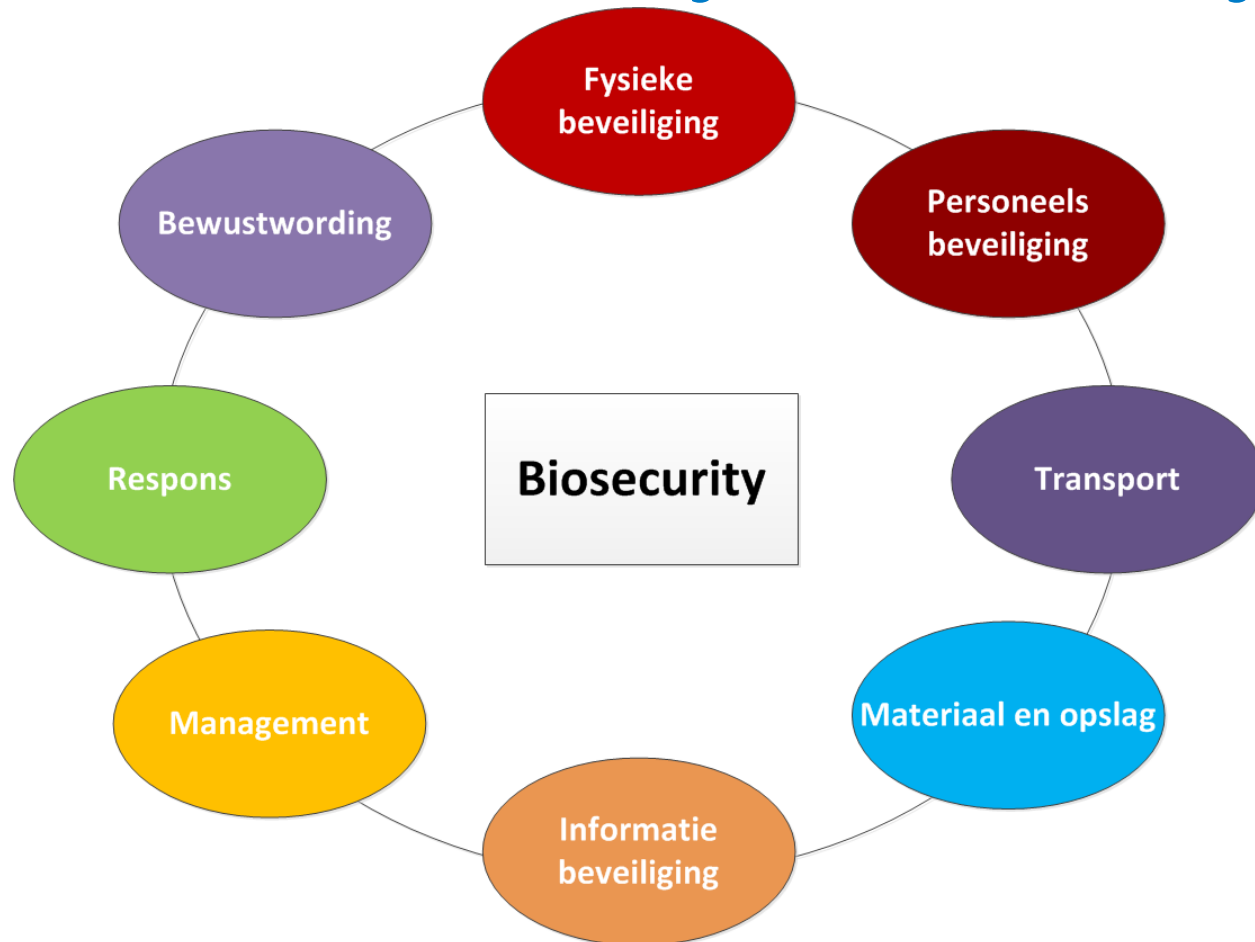 Fysieke
beveiliging
Personeels
beveiliging
Bewustwording
Transport
Respons
Biosecurity
Materiaal en opslag
Management
Informatie
beveiliging